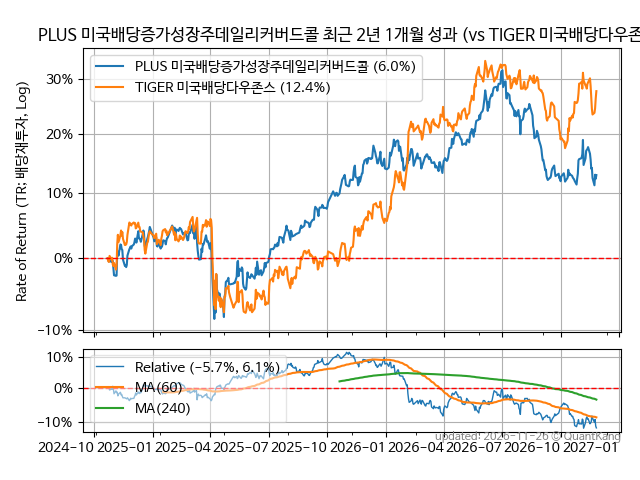 PLUS 미국배당증가성장주데일리커버드콜 최근 2년 1개월 성과 (vs TIGER 미국배당다우존
Rate of Return (TR: 배당재투자, Log)
PLUS 미국배당증가성장주데일리커버드콜 (6.0%)
TIGER 미국배당다우존스 (12.4%)
30%
20%
10%
0%
−10%
Relative (−5.7%, 6.1%)
MA(60)
MA(240)
10%
0%
−10%
updated: 2026-11-26 © QuantKang
2024-10 2025-01 2025-04 2025-07 2025-10 2026-01 2026-04 2026-07 2026-10 2027-01